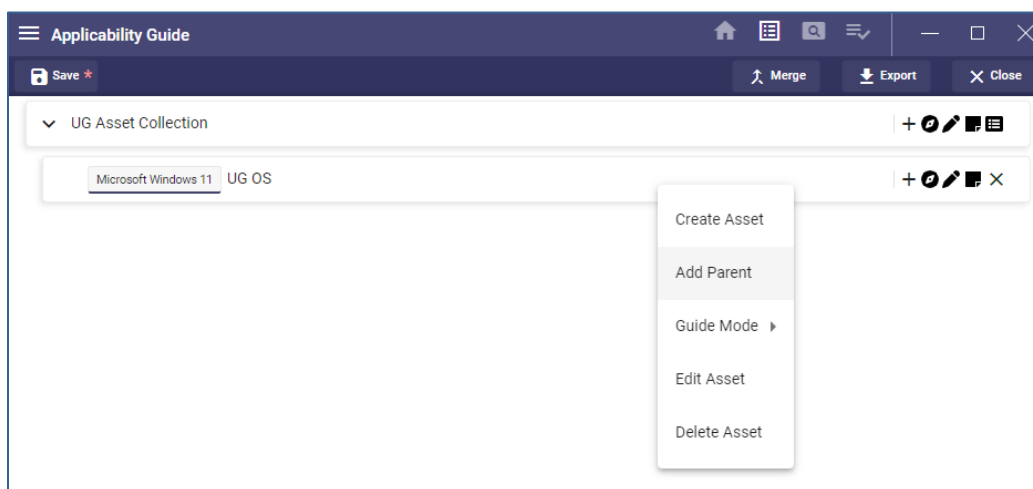 Applicability Guide
Save *
Merge
Export
Close
UG Asset Collection
Microsoft Windows 11 UG OS
Create Asset
Add Parent
Guide Mode
Edit Asset
Delete Asset